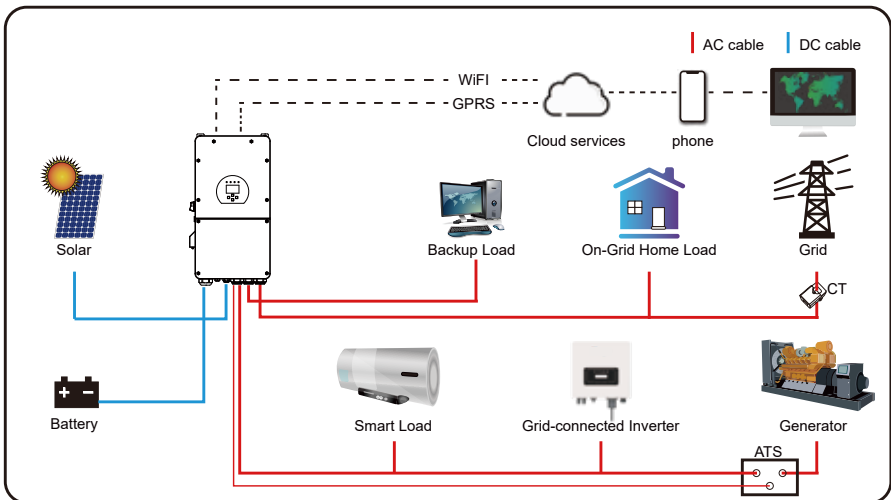 AC cable
DC cable
WiFI
GPRS
Cloud services
phone
Solar
Backup Load
On-Grid Home Load
Grid
CT
Battery
Smart Load
Grid-connected Inverter
Generator
ATS